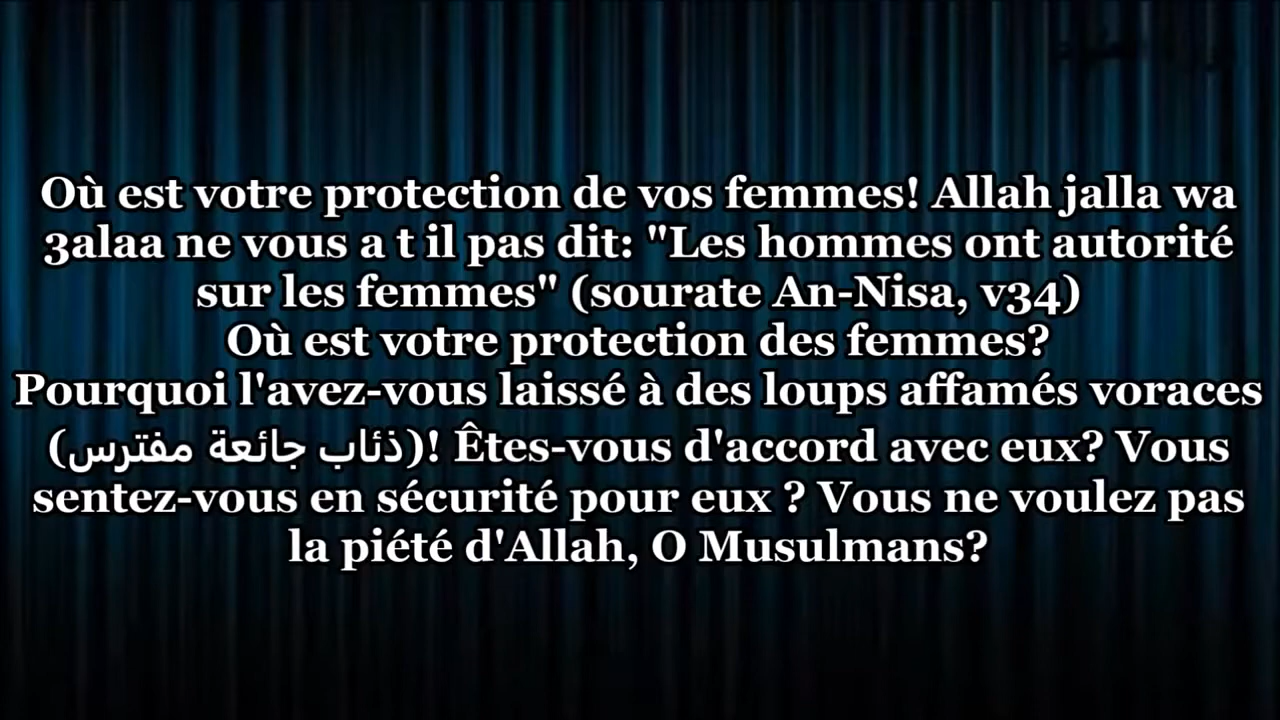 Où est votre protection de vos femmes! Allah jalla wa
3alaa ne vous a t il pas dit: "Les hommes ont autorité
sur les femmes" (sourate An-Nisa, v34)
Où est votre protection des femmes?
Pourquoi l'avez-vous laissé à des loups affamés voraces
(ذئاب جائعة مفترس)! Êtes-vous d'accord avec eux? Vous
sentez-vous en sécurité pour eux ? Vous ne voulez pas
la piété d'Allah, O Musulmans?